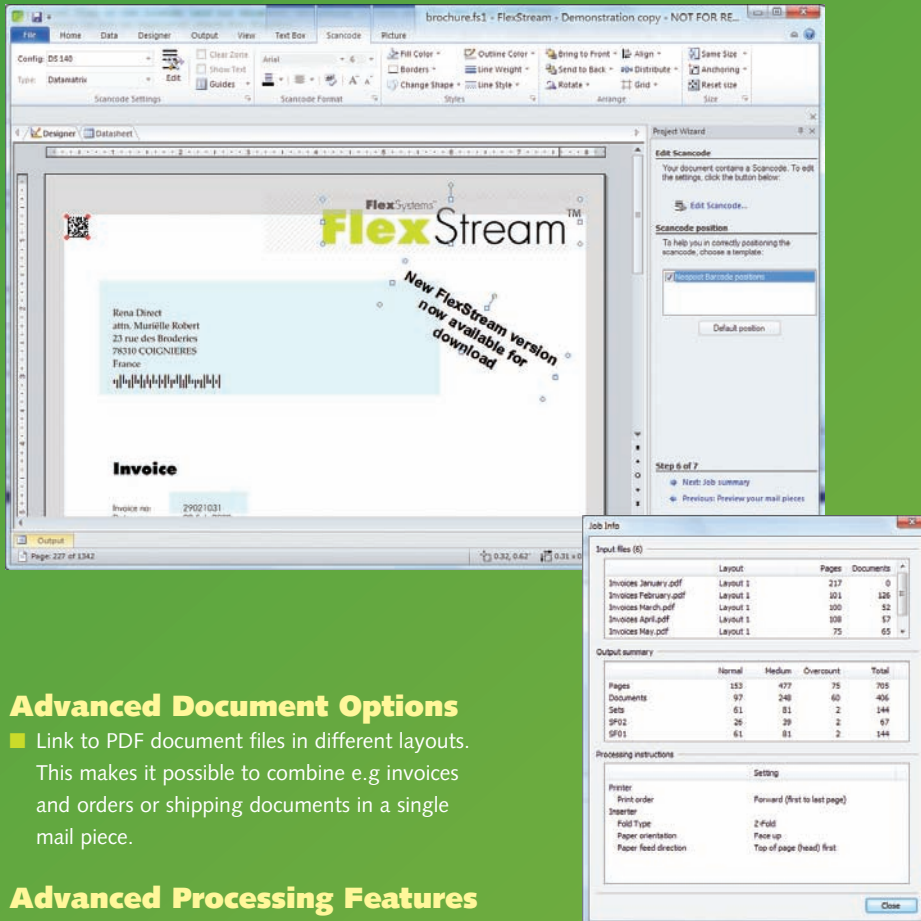 brochure.fs1 - FlexStream - Demonstration copy - NOT FOR RE...
File Home Data Designer Output View Text Box Scancode Picture
Config: DS 140
Type: Datamatrix
Edit
Clear Zone
Show Text
Guides
Arial 6
Fill Color Outline Color Bring to Front Align Same Size
Borders Line Weight Send to Back Distribute Anchoring
Change Shape Line Style Rotate Grid Reset size
Scancode Settings Scancode Format Styles Arrange Size
Designer Datasheet
FlexSystems™
FlexStream™
New FlexStream version
now available for
download
Rena Direct
attn. Muriëlle Robert
23 rue des Broderies
78310 COIGNIERES
France
Invoice
Invoice no: 29021031
Output
Page: 227 of 1342
0.32, 0.62"
Project Wizard
Edit Scancode
Your document contains a Scancode. To edit
the settings, click the button
below:
Edit Scancode...
Scancode position
To help you in correctly positioning the
scancode, choose a template:
Neopost Barcode positions
Default position
Step 6 of 7
Next: Job summary
Previous: Preview your mail pieces
Job Info
Input files (6)
Layout Pages Documents
Invoices January.pdf Layout 1 217 0
Invoices February.pdf Layout 1 101 126
Invoices March.pdf Layout 1 100 52
Invoices April.pdf Layout 1 108 57
Invoices May.pdf Layout 1 75 65
Output summary
Normal Medium Overcount Total
Pages 153 477 75 705
Documents 97 248 60 406
Sets 61 81 2 144
SF02 26 39 2 67
SF01 61 81 2 144
Processing instructions
Setting
Printer
Print order Forward (first to last page)
Inserter
Fold Type Z-Fold
Paper orientation Face up
Paper feed direction Top of page (head) first
Close
Advanced Document Options
Link to PDF document files in different layouts.
This makes it possible to combine e.g invoices
and orders or shipping documents in a single
mail piece.
Advanced Processing Features